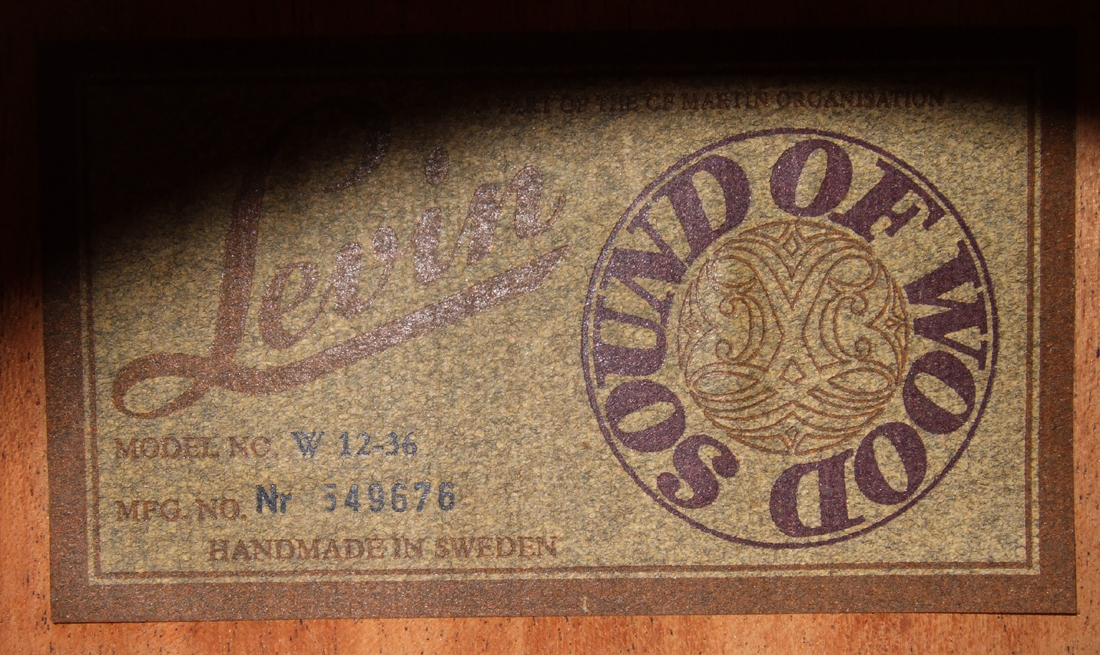 PART OF THE CF MARTIN ORGANISATION
Levin
SOUND OF WOOD
MODEL NO. W 12-36
MFG. NO. Nr 549676
HANDMADE IN SWEDEN